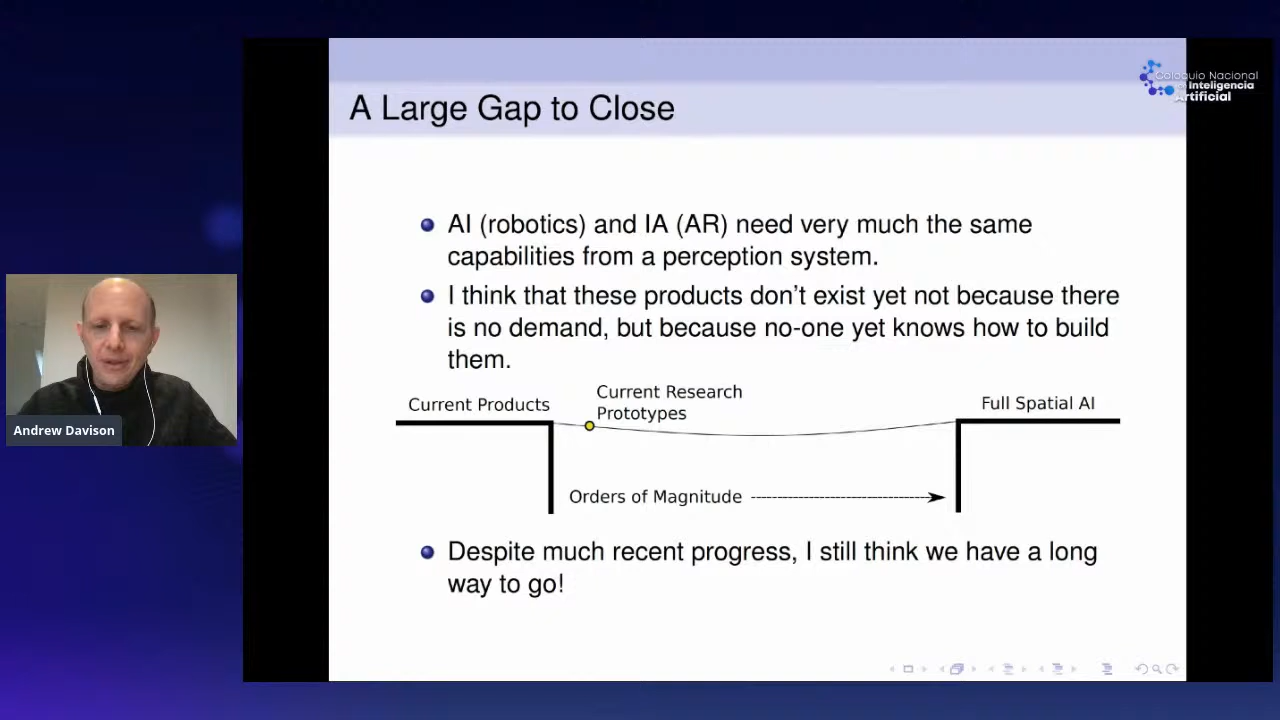 Coloquio Nacional
de Inteligencia
Artificial
A Large Gap to Close
AI (robotics) and IA (AR) need very much the same
capabilities from a perception system.
I think that these products don't exist yet not because there
is no demand, but because no-one yet knows how to build
them.
Current Products
Current Research
Prototypes
Full Spatial AI
Orders of Magnitude
Despite much recent progress, I still think we have a long
way to go!
Andrew Davison